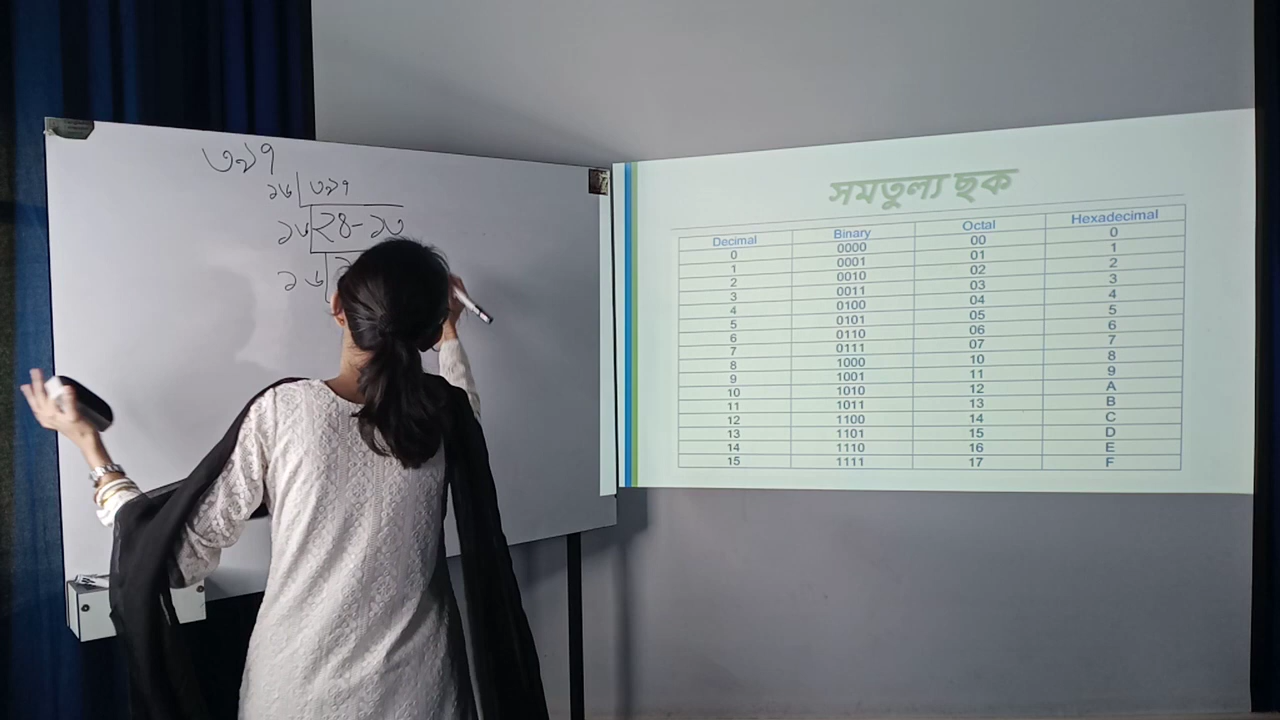 ৩৯৭
১৬ ৩৯৭
১৬ ২৪-১৩
১৬
সমতুল্য ছক
Decimal Binary Octal Hexadecimal
0 0000 00 0
1 0001 01 1
2 0010 02 2
3 0011 03 3
4 0100 04 4
5 0101 05 5
6 0110 06 6
7 0111 07 7
8 1000 10 8
9 1001 11 9
10 1010 12 A
11 1011 13 B
12 1100 14 C
13 1101 15 D
14 1110 16 E
15 1111 17 F